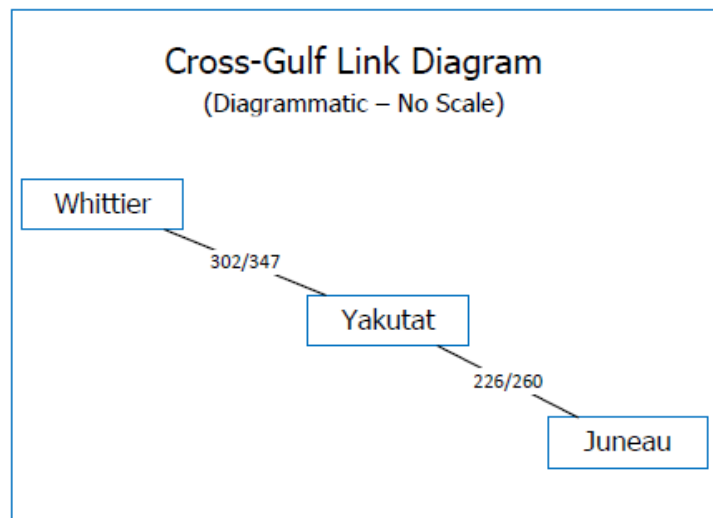 Cross-Gulf Link Diagram
(Diagrammatic – No Scale)
Whittier
302/347
Yakutat
226/260
Juneau